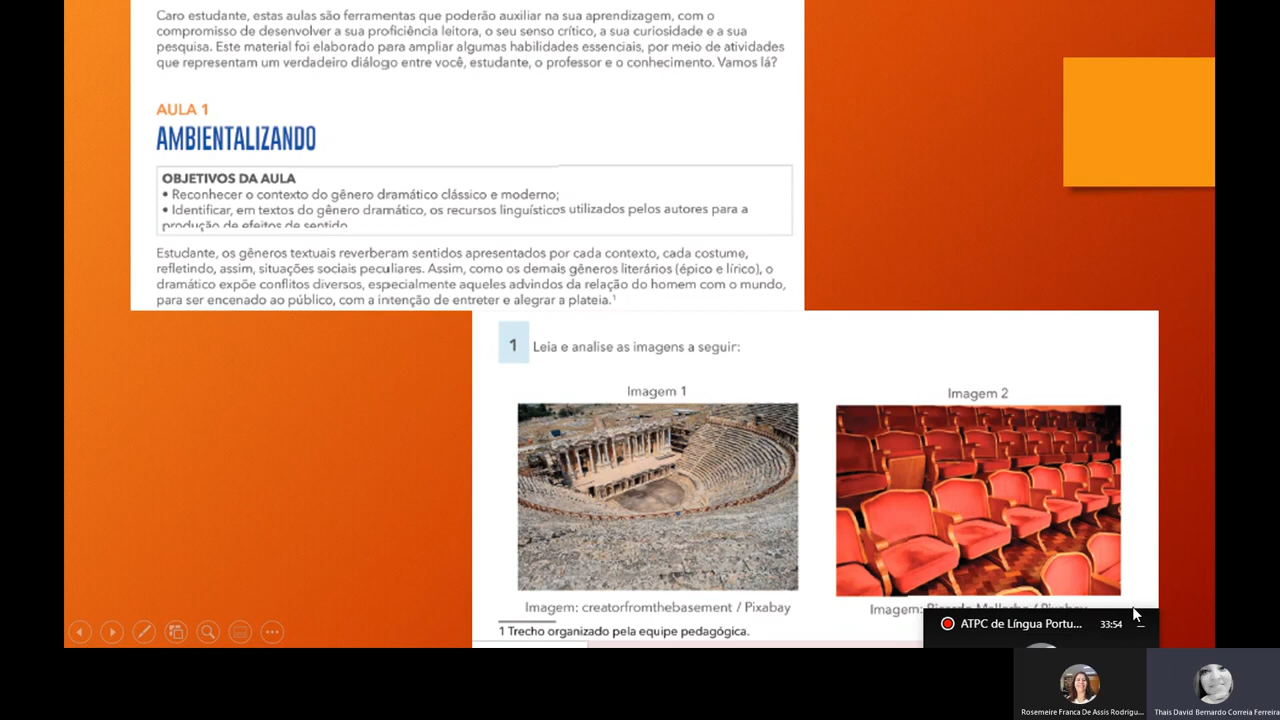 Caro estudante, estas aulas são ferramentas que poderão auxiliar na sua aprendizagem, com o
compromisso de desenvolver a sua proficiência leitora, o seu senso crítico, a sua curiosidade e a sua
pesquisa. Este material foi elaborado para ampliar algumas habilidades essenciais, por meio de atividades
que representam um verdadeiro diálogo entre você, estudante, o professor e o conhecimento. Vamos lá?
AULA 1
AMBIENTALIZANDO
OBJETIVOS DA AULA
• Reconhecer o contexto do gênero dramático clássico e moderno;
• Identificar, em textos do gênero dramático, os recursos linguísticos utilizados pelos autores para a
produção de efeitos de sentido
Estudante, os gêneros textuais reverberam sentidos apresentados por cada contexto, cada costume,
refletindo, assim, situações sociais peculiares. Assim, como os demais gêneros literários (épico e lírico), o
dramático expõe conflitos diversos, especialmente aqueles advindos da relação do homem com o mundo,
para ser encenado ao público, com a intenção de entreter e alegrar a plateia.¹
1 Leia e analise as imagens a seguir:
Imagem 1
Imagem 2
Imagem: creatorfromthebasement / Pixabay
Imagem: / Pixabay
1 Trecho organizado pela equipe pedagógica.
ATPC de Língua Portu... 33:54
Rosemeire Franca De Assis Rodrigu...
Thais David Bernardo Correia Ferreira